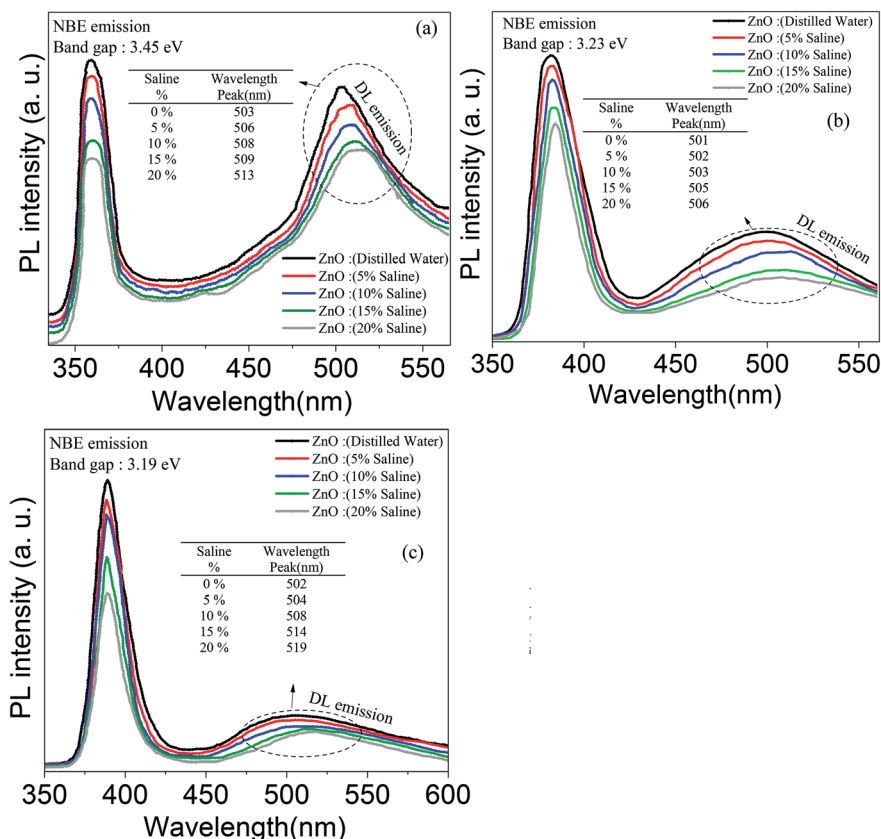 NBE emission
Band gap : 3.45 eV
(a)
Saline Wavelength
% Peak(nm)
0 % 503
5 % 506
10 % 508
15 % 509
20 % 513
DL emission
ZnO :(Distilled Water)
ZnO :(5% Saline)
ZnO :(10% Saline)
ZnO :(15% Saline)
ZnO :(20% Saline)
PL intensity (a. u.)
350 400 450 500 550
Wavelength(nm)
NBE emission
Band gap : 3.23 eV
ZnO :(Distilled Water)
ZnO :(5% Saline)
ZnO :(10% Saline)
ZnO :(15% Saline)
ZnO :(20% Saline)
(b)
Saline Wavelength
% Peak(nm)
0 % 501
5 % 502
10 % 503
15 % 505
20 % 506
DL emission
PL intensity (a. u.)
350 400 450 500 550
Wavelength(nm)
NBE emission
Band gap : 3.19 eV
ZnO :(Distilled Water)
ZnO :(5% Saline)
ZnO :(10% Saline)
ZnO :(15% Saline)
ZnO :(20% Saline)
(c)
Saline Wavelength
% Peak(nm)
0 % 502
5 % 504
10 % 508
15 % 514
20 % 519
DL emission
PL intensity (a. u.)
350 400 450 500 550 600
Wavelength(nm)